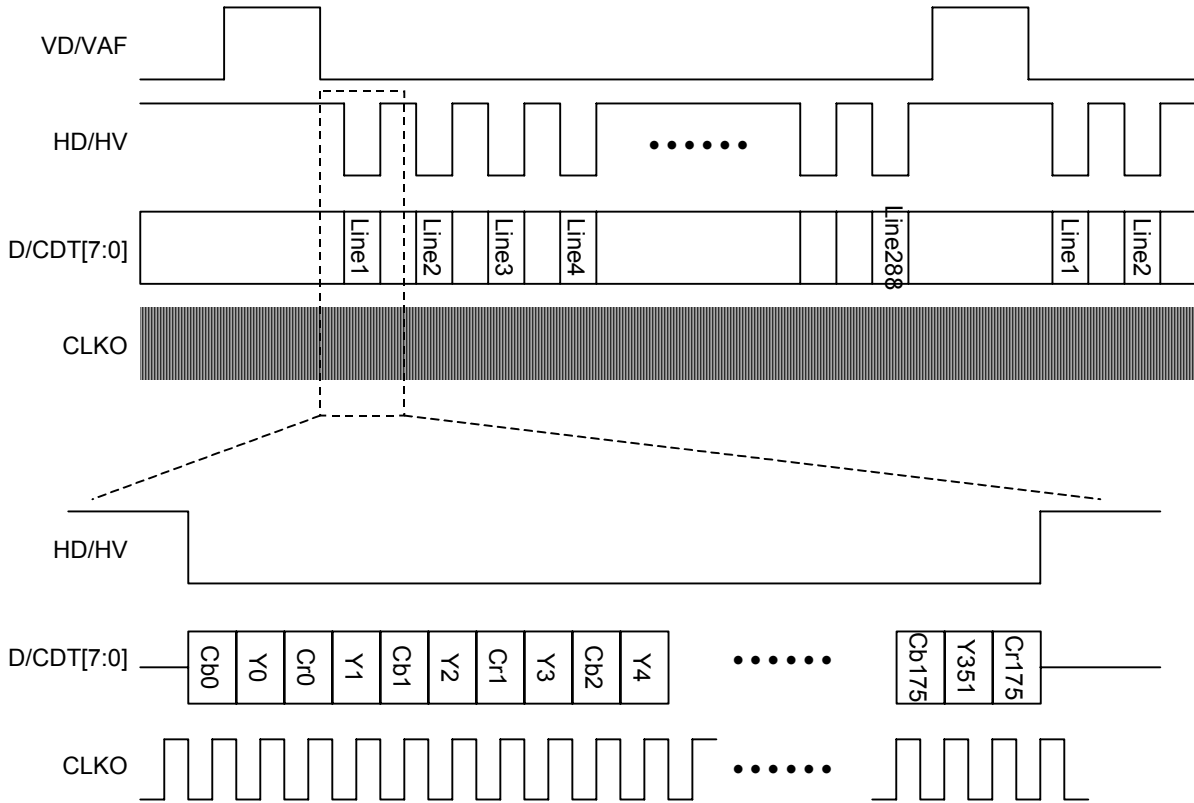 VD/VAF
HD/HV
D/CDT[7:0]
Line1
Line2
Line3
Line4
Line288
Line1
Line2
CLKO
HD/HV
D/CDT[7:0]
Cb0
Y0
Cr0
Y1
Cb1
Y2
Cr1
Y3
Cb2
Y4
Cb175
Y351
Cr175
CLKO